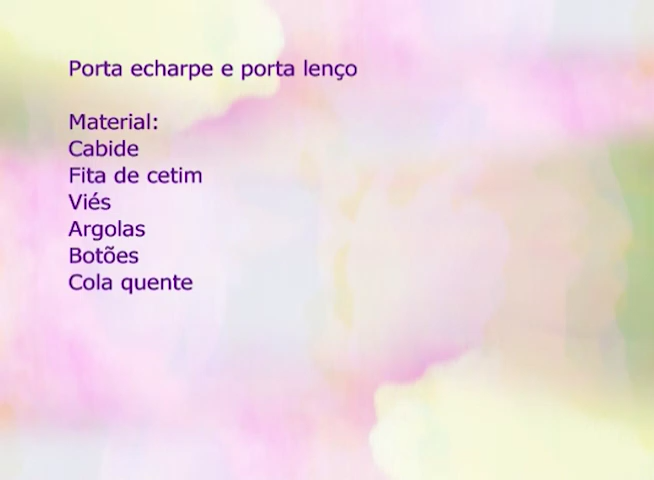 Porta echarpe e porta lenço
Material:
Cabide
Fita de cetim
Viés
Argolas
Botões
Cola quente